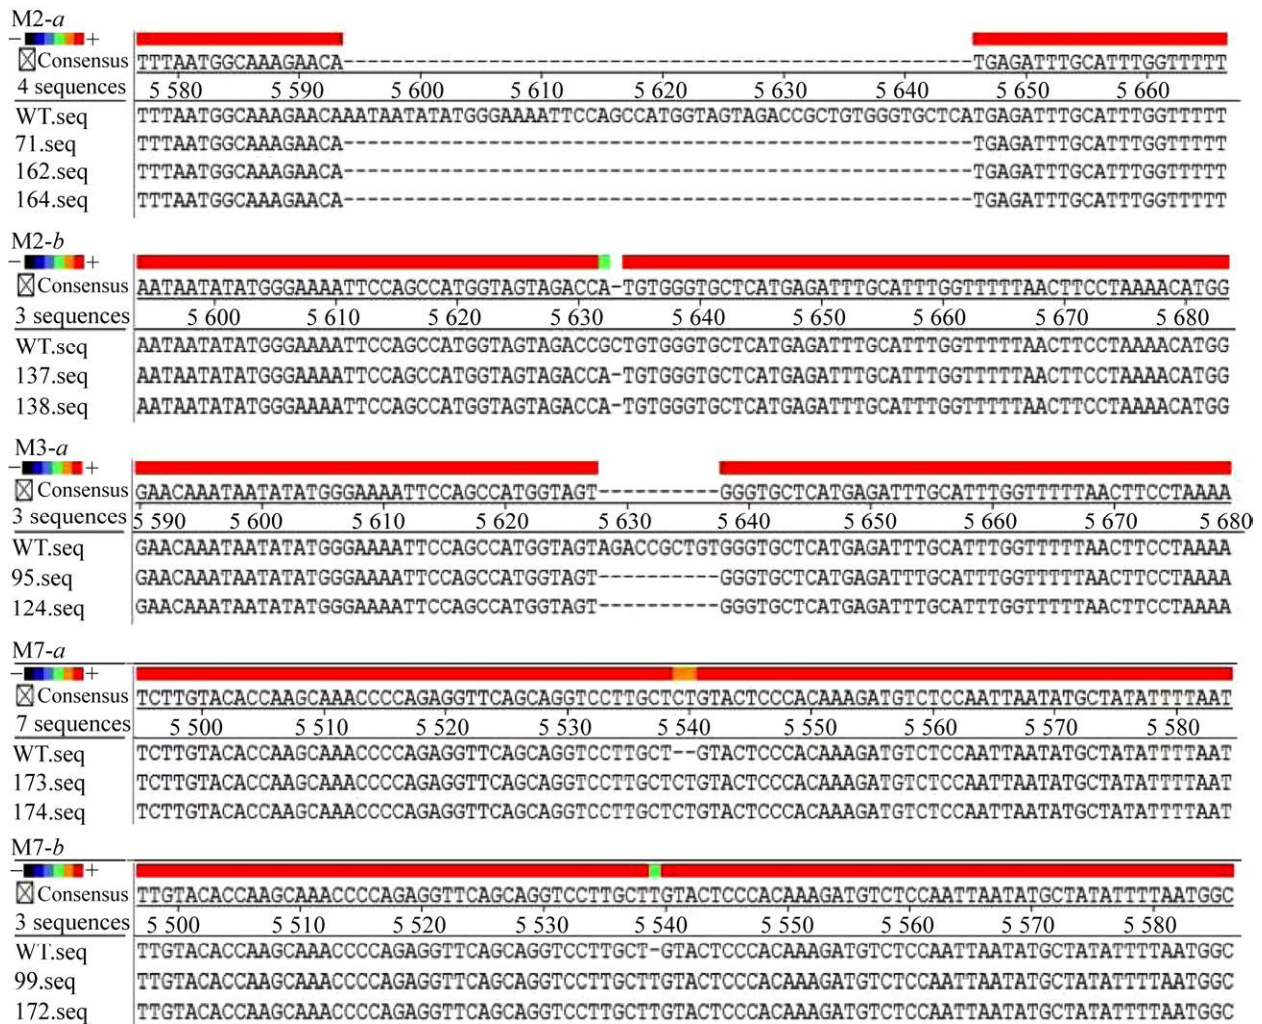 M2-a
− +
Consensus TTTAATGGCAAAGAACA----------------------------------------------------TGAGATTTGCATTTGGTTTTT
4 sequences 5 580 5 590 5 600 5 610 5 620 5 630 5 640 5 650 5 660
WT.seq TTTAATGGCAAAGAACAAATAATATATGGGAAAATTCCAGCCATGGTAGTAGACCGCTGTGGGTGCTCATGAGATTTGCATTTGGTTTTT
71.seq TTTAATGGCAAAGAACA----------------------------------------------------TGAGATTTGCATTTGGTTTTT
162.seq TTTAATGGCAAAGAACA----------------------------------------------------TGAGATTTGCATTTGGTTTTT
164.seq TTTAATGGCAAAGAACA----------------------------------------------------TGAGATTTGCATTTGGTTTTT
M2-b
− +
Consensus AATAATATATGGGAAAATTCCAGCCATGGTAGTAGACCA-TGTGGGTGCTCATGAGATTTGCATTTGGTTTTTAACTTCCTAAAACATGG
3 sequences 5 600 5 610 5 620 5 630 5 640 5 650 5 660 5 670 5 680
WT.seq AATAATATATGGGAAAATTCCAGCCATGGTAGTAGACCGCTGTGGGTGCTCATGAGATTTGCATTTGGTTTTTAACTTCCTAAAACATGG
137.seq AATAATATATGGGAAAATTCCAGCCATGGTAGTAGACCA-TGTGGGTGCTCATGAGATTTGCATTTGGTTTTTAACTTCCTAAAACATGG
138.seq AATAATATATGGGAAAATTCCAGCCATGGTAGTAGACCA-TGTGGGTGCTCATGAGATTTGCATTTGGTTTTTAACTTCCTAAAACATGG
M3-a
− +
Consensus GAACAAATAATATATGGGAAAATTCCAGCCATGGTAGT----------GGGTGCTCATGAGATTTGCATTTGGTTTTTAACTTCCTAAAA
3 sequences 5 590 5 600 5 610 5 620 5 630 5 640 5 650 5 660 5 670 5 680
WT.seq GAACAAATAATATATGGGAAAATTCCAGCCATGGTAGTAGACCGCTGTGGGTGCTCATGAGATTTGCATTTGGTTTTTAACTTCCTAAAA
95.seq GAACAAATAATATATGGGAAAATTCCAGCCATGGTAGT----------GGGTGCTCATGAGATTTGCATTTGGTTTTTAACTTCCTAAAA
124.seq GAACAAATAATATATGGGAAAATTCCAGCCATGGTAGT----------GGGTGCTCATGAGATTTGCATTTGGTTTTTAACTTCCTAAAA
M7-a
− +
Consensus TCTTGTACACCAAGCAAACCCCAGAGGTTCAGCAGGTCCTTGCTCTGTACTCCCACAAAGATGTCTCCAATTAATATGCTATATTTTAAT
7 sequences 5 500 5 510 5 520 5 530 5 540 5 550 5 560 5 570 5 580
WT.seq TCTTGTACACCAAGCAAACCCCAGAGGTTCAGCAGGTCCTTGCT--GTACTCCCACAAAGATGTCTCCAATTAATATGCTATATTTTAAT
173.seq TCTTGTACACCAAGCAAACCCCAGAGGTTCAGCAGGTCCTTGCTCTGTACTCCCACAAAGATGTCTCCAATTAATATGCTATATTTTAAT
174.seq TCTTGTACACCAAGCAAACCCCAGAGGTTCAGCAGGTCCTTGCTCTGTACTCCCACAAAGATGTCTCCAATTAATATGCTATATTTTAAT
M7-b
− +
Consensus TTGTACACCAAGCAAACCCCAGAGGTTCAGCAGGTCCTTGCTTGTACTCCCACAAAGATGTCTCCAATTAATATGCTATATTTTAATGGC
3 sequences 5 500 5 510 5 520 5 530 5 540 5 550 5 560 5 570 5 580
WT.seq TTGTACACCAAGCAAACCCCAGAGGTTCAGCAGGTCCTTGCT-GTACTCCCACAAAGATGTCTCCAATTAATATGCTATATTTTAATGGC
99.seq TTGTACACCAAGCAAACCCCAGAGGTTCAGCAGGTCCTTGCTTGTACTCCCACAAAGATGTCTCCAATTAATATGCTATATTTTAATGGC
172.seq TTGTACACCAAGCAAACCCCAGAGGTTCAGCAGGTCCTTGCTTGTACTCCCACAAAGATGTCTCCAATTAATATGCTATATTTTAATGGC